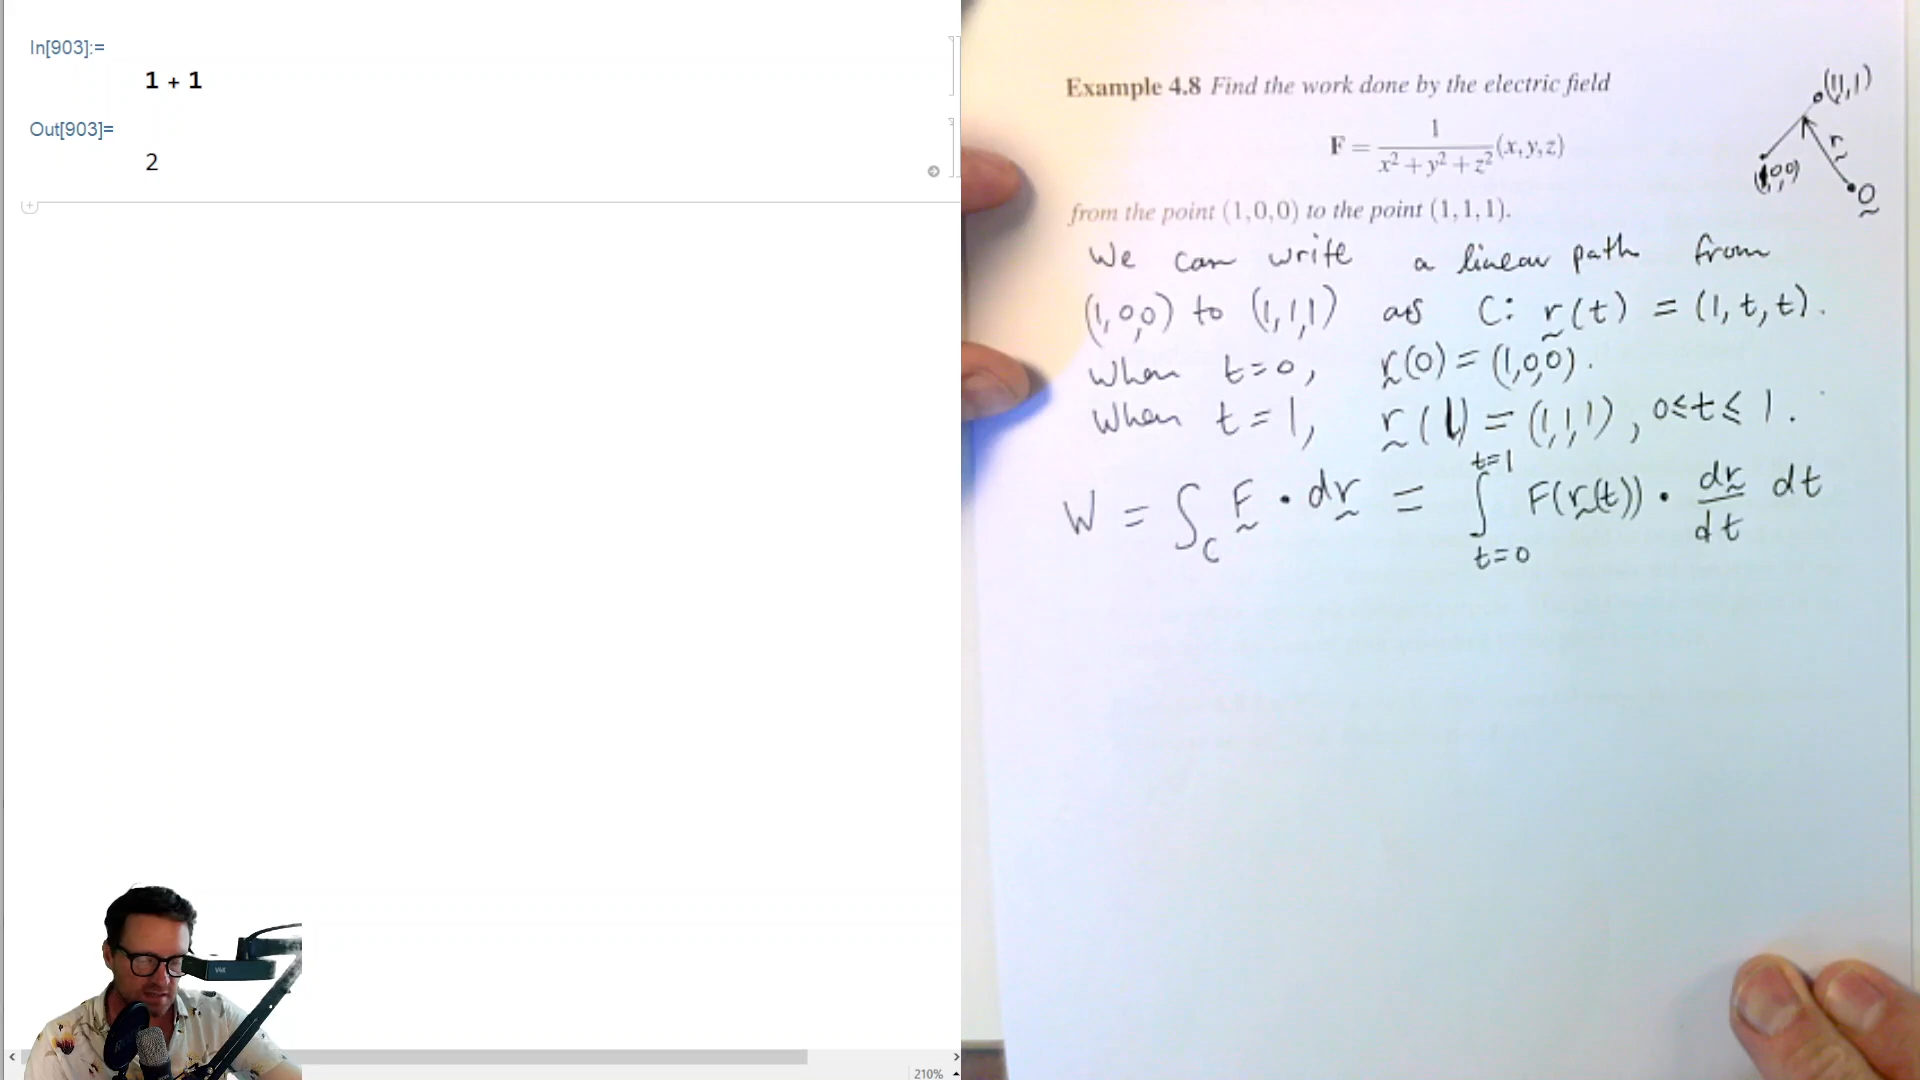 In[903]:=
1 + 1
Out[903]=
2
210%
Example 4.8 Find the work done by the electric field
F = 1/(x² + y² + z²) (x, y, z)
from the point (1,0,0) to the point (1,1,1).
(1,1,1)
r
(1,0,0)
O
We can write a linear path from
(1,0,0) to (1,1,1) as C: r(t) = (1, t, t).
When t=0, r(0) = (1,0,0).
When t=1, r(1) = (1,1,1), 0≤t≤1.
W = ∫_C F · dr = ∫_{t=0}^{t=1} F(r(t)) · dr/dt dt